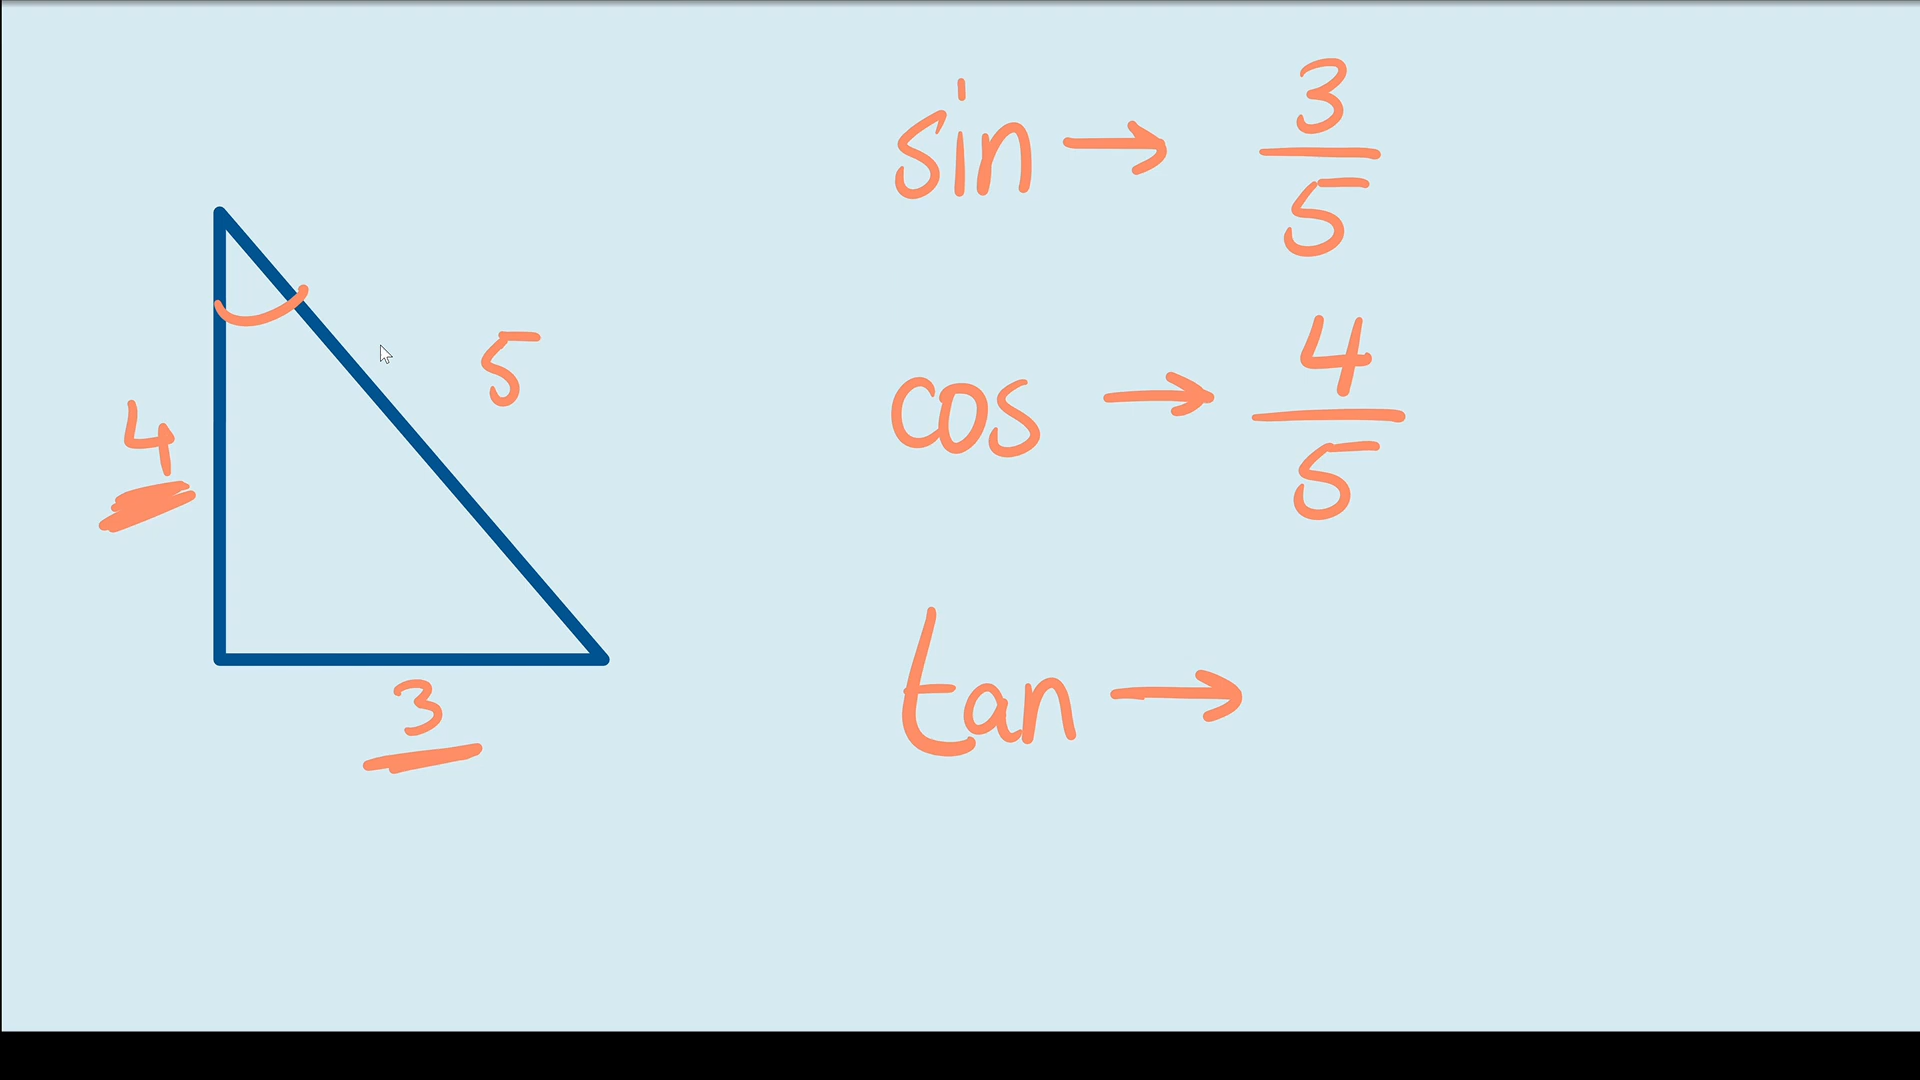 sin → 3/5
5
cos → 4/5
4
3
tan →